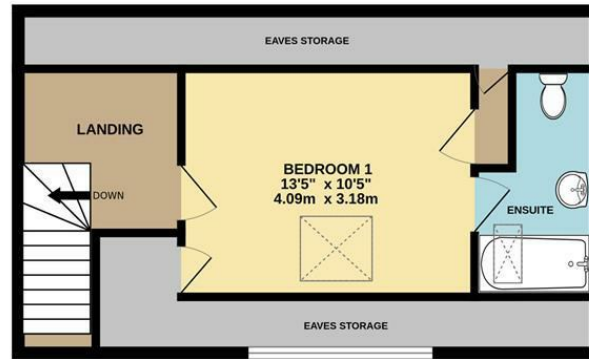 EAVES STORAGE
LANDING
DOWN
BEDROOM 1
13'5" x 10'5"
4.09m x 3.18m
ENSUITE
EAVES STORAGE